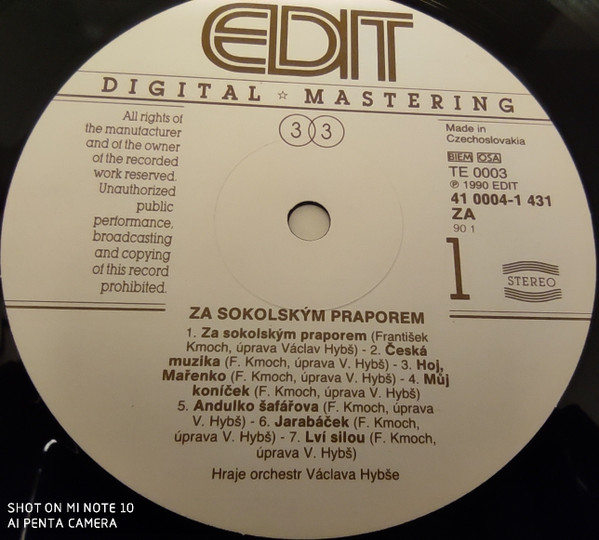 EDIT
DIGITAL ☆ MASTERING
All rights of
the manufacturer
and of the owner
of the recorded
work reserved.
Unauthorized
public
performance,
broadcasting
and copying
of this record
prohibited.
33
Made in
Czechoslovakia
BIEM OSA
TE 0003
℗ 1990 EDIT
41 0004-1 431
ZA
90 1
1
STEREO
ZA SOKOLSKÝM PRAPOREM
1. Za sokolským praporem (František
Kmoch, úprava Václav Hybš) - 2. Česká
muzika (F. Kmoch, úprava V. Hybš) - 3. Hoj,
Mařenko (F. Kmoch, úprava V. Hybš) - 4. Můj
koníček (F. Kmoch, úprava V. Hybš)
5. Andulko šafářova (F. Kmoch, úprava
V. Hybš) - 6. Jarabáček (F. Kmoch,
úprava V. Hybš) - 7. Lví silou (F. Kmoch,
úprava V. Hybš)
Hraje orchestr Václava Hybše
SHOT ON MI NOTE 10
AI PENTA CAMERA